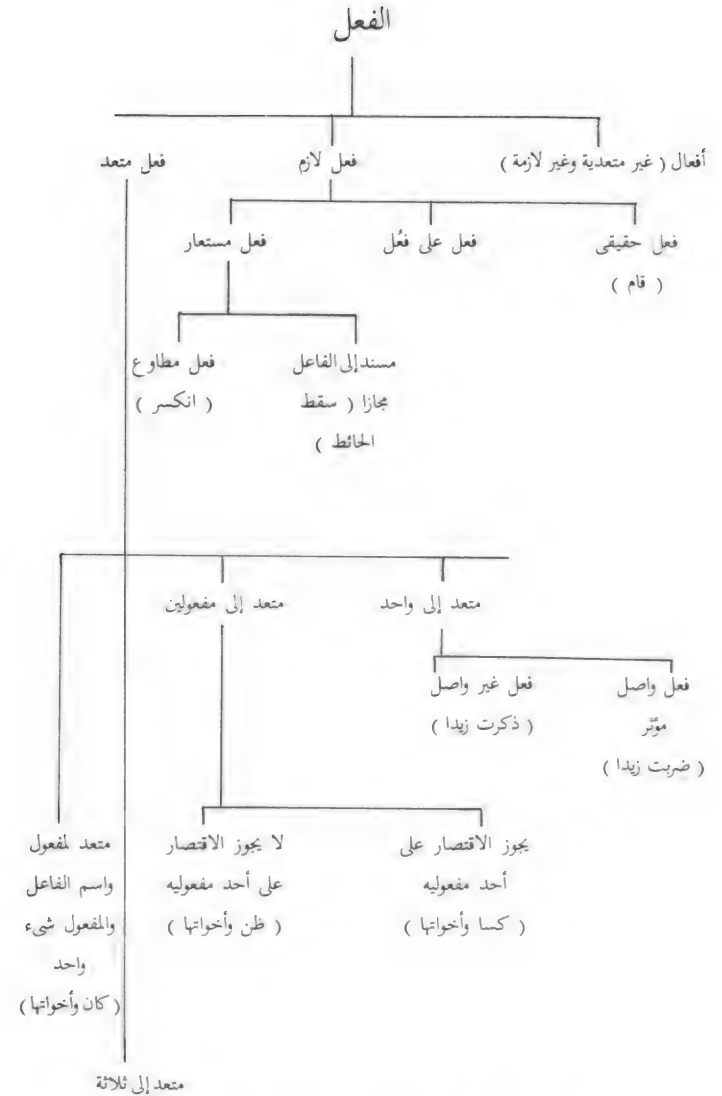 الفعل
أفعال ( غير متعدية وغير لازمة )
فعل لازم
فعل متعد
فعل حقيقى
( قام )
فعل على فعُل
فعل مستعار
مسند إلى الفاعل
مجازا ( سقط
الحائط )
فعل مطاوع
( انكسر )
متعد إلى واحد
متعد إلى مفعولين
فعل واصل
مؤثر
( ضربت زيدا )
فعل غير واصل
( ذكرت زيدا )
يجوز الاقتصار على
أحد مفعوليه
( كسا وأخواتها )
لا يجوز الاقتصار
على أحد مفعوليه
( ظن وأخواتها )
متعد لمفعول
واسم الفاعل
والمفعول شىء
واحد
( كان وأخواتها )
متعد إلى ثلاثة